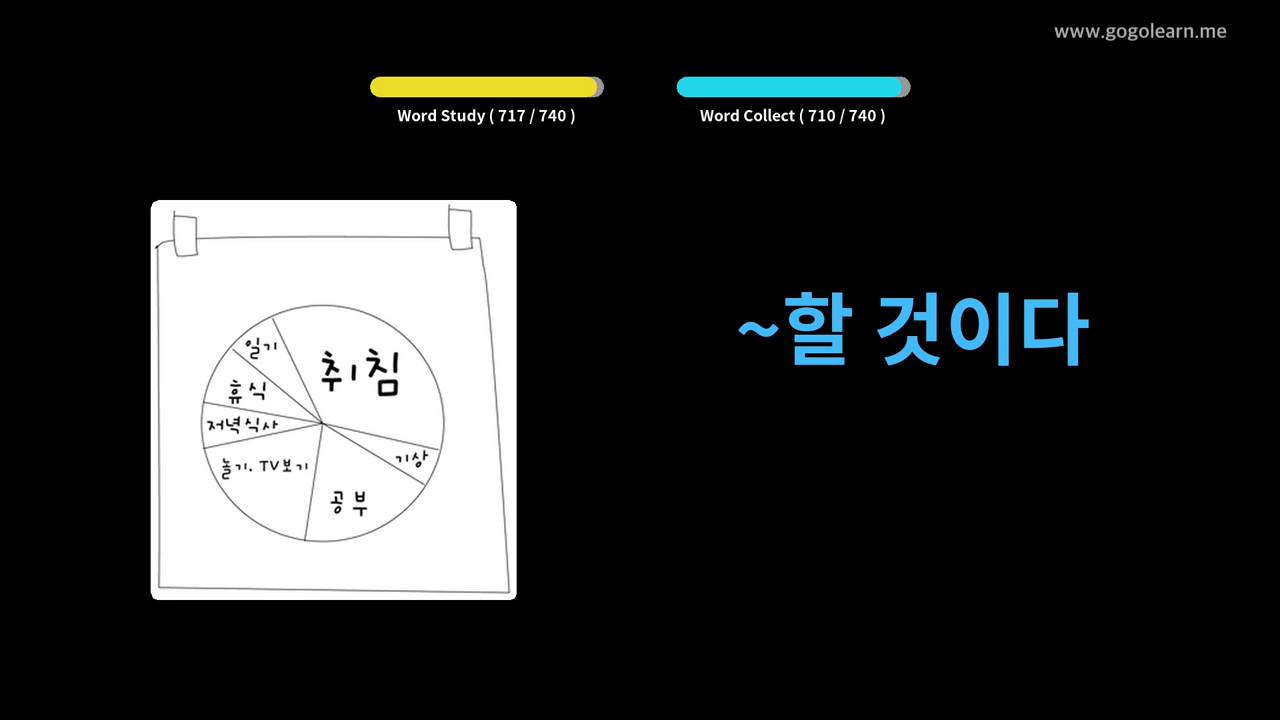 www.gogolearn.me
Word Study ( 717 / 740 )
Word Collect ( 710 / 740 )
일기
취침
휴식
저녁식사
기상
놀기. TV보기
공부
~할 것이다